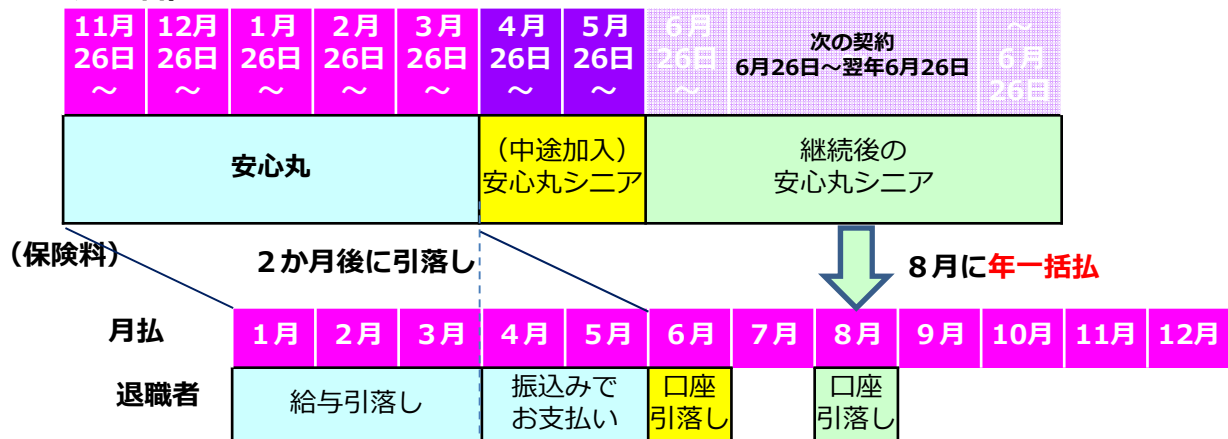 11月
26日
～
12月
26日
～
1月
26日
～
2月
26日
～
3月
26日
～
4月
26日
～
5月
26日
～
6月
26日
～
次の契約
6月26日～翌年6月26日
～
6月
26日
安心丸
（中途加入）
安心丸シニア
継続後の
安心丸シニア
（保険料）
２か月後に引落し
８月に年一括払
月払
1月
2月
3月
4月
5月
6月
7月
8月
9月
10月
11月
12月
退職者
給与引落し
振込みで
お支払い
口座
引落し
口座
引落し